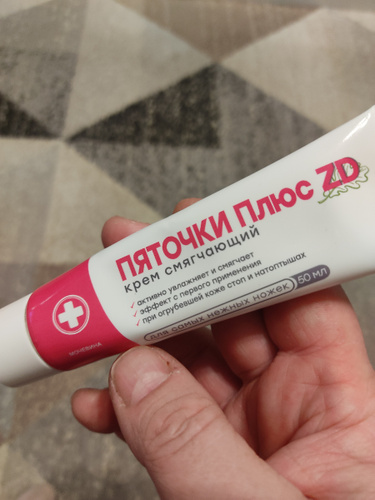 ПЯТОЧКИ Плюс ZD
крем смягчающий
активно увлажняет и смягчает
эффект с первого применения
при огрубевшей коже стоп и натоптышах
для самых нежных ножек
50 мл